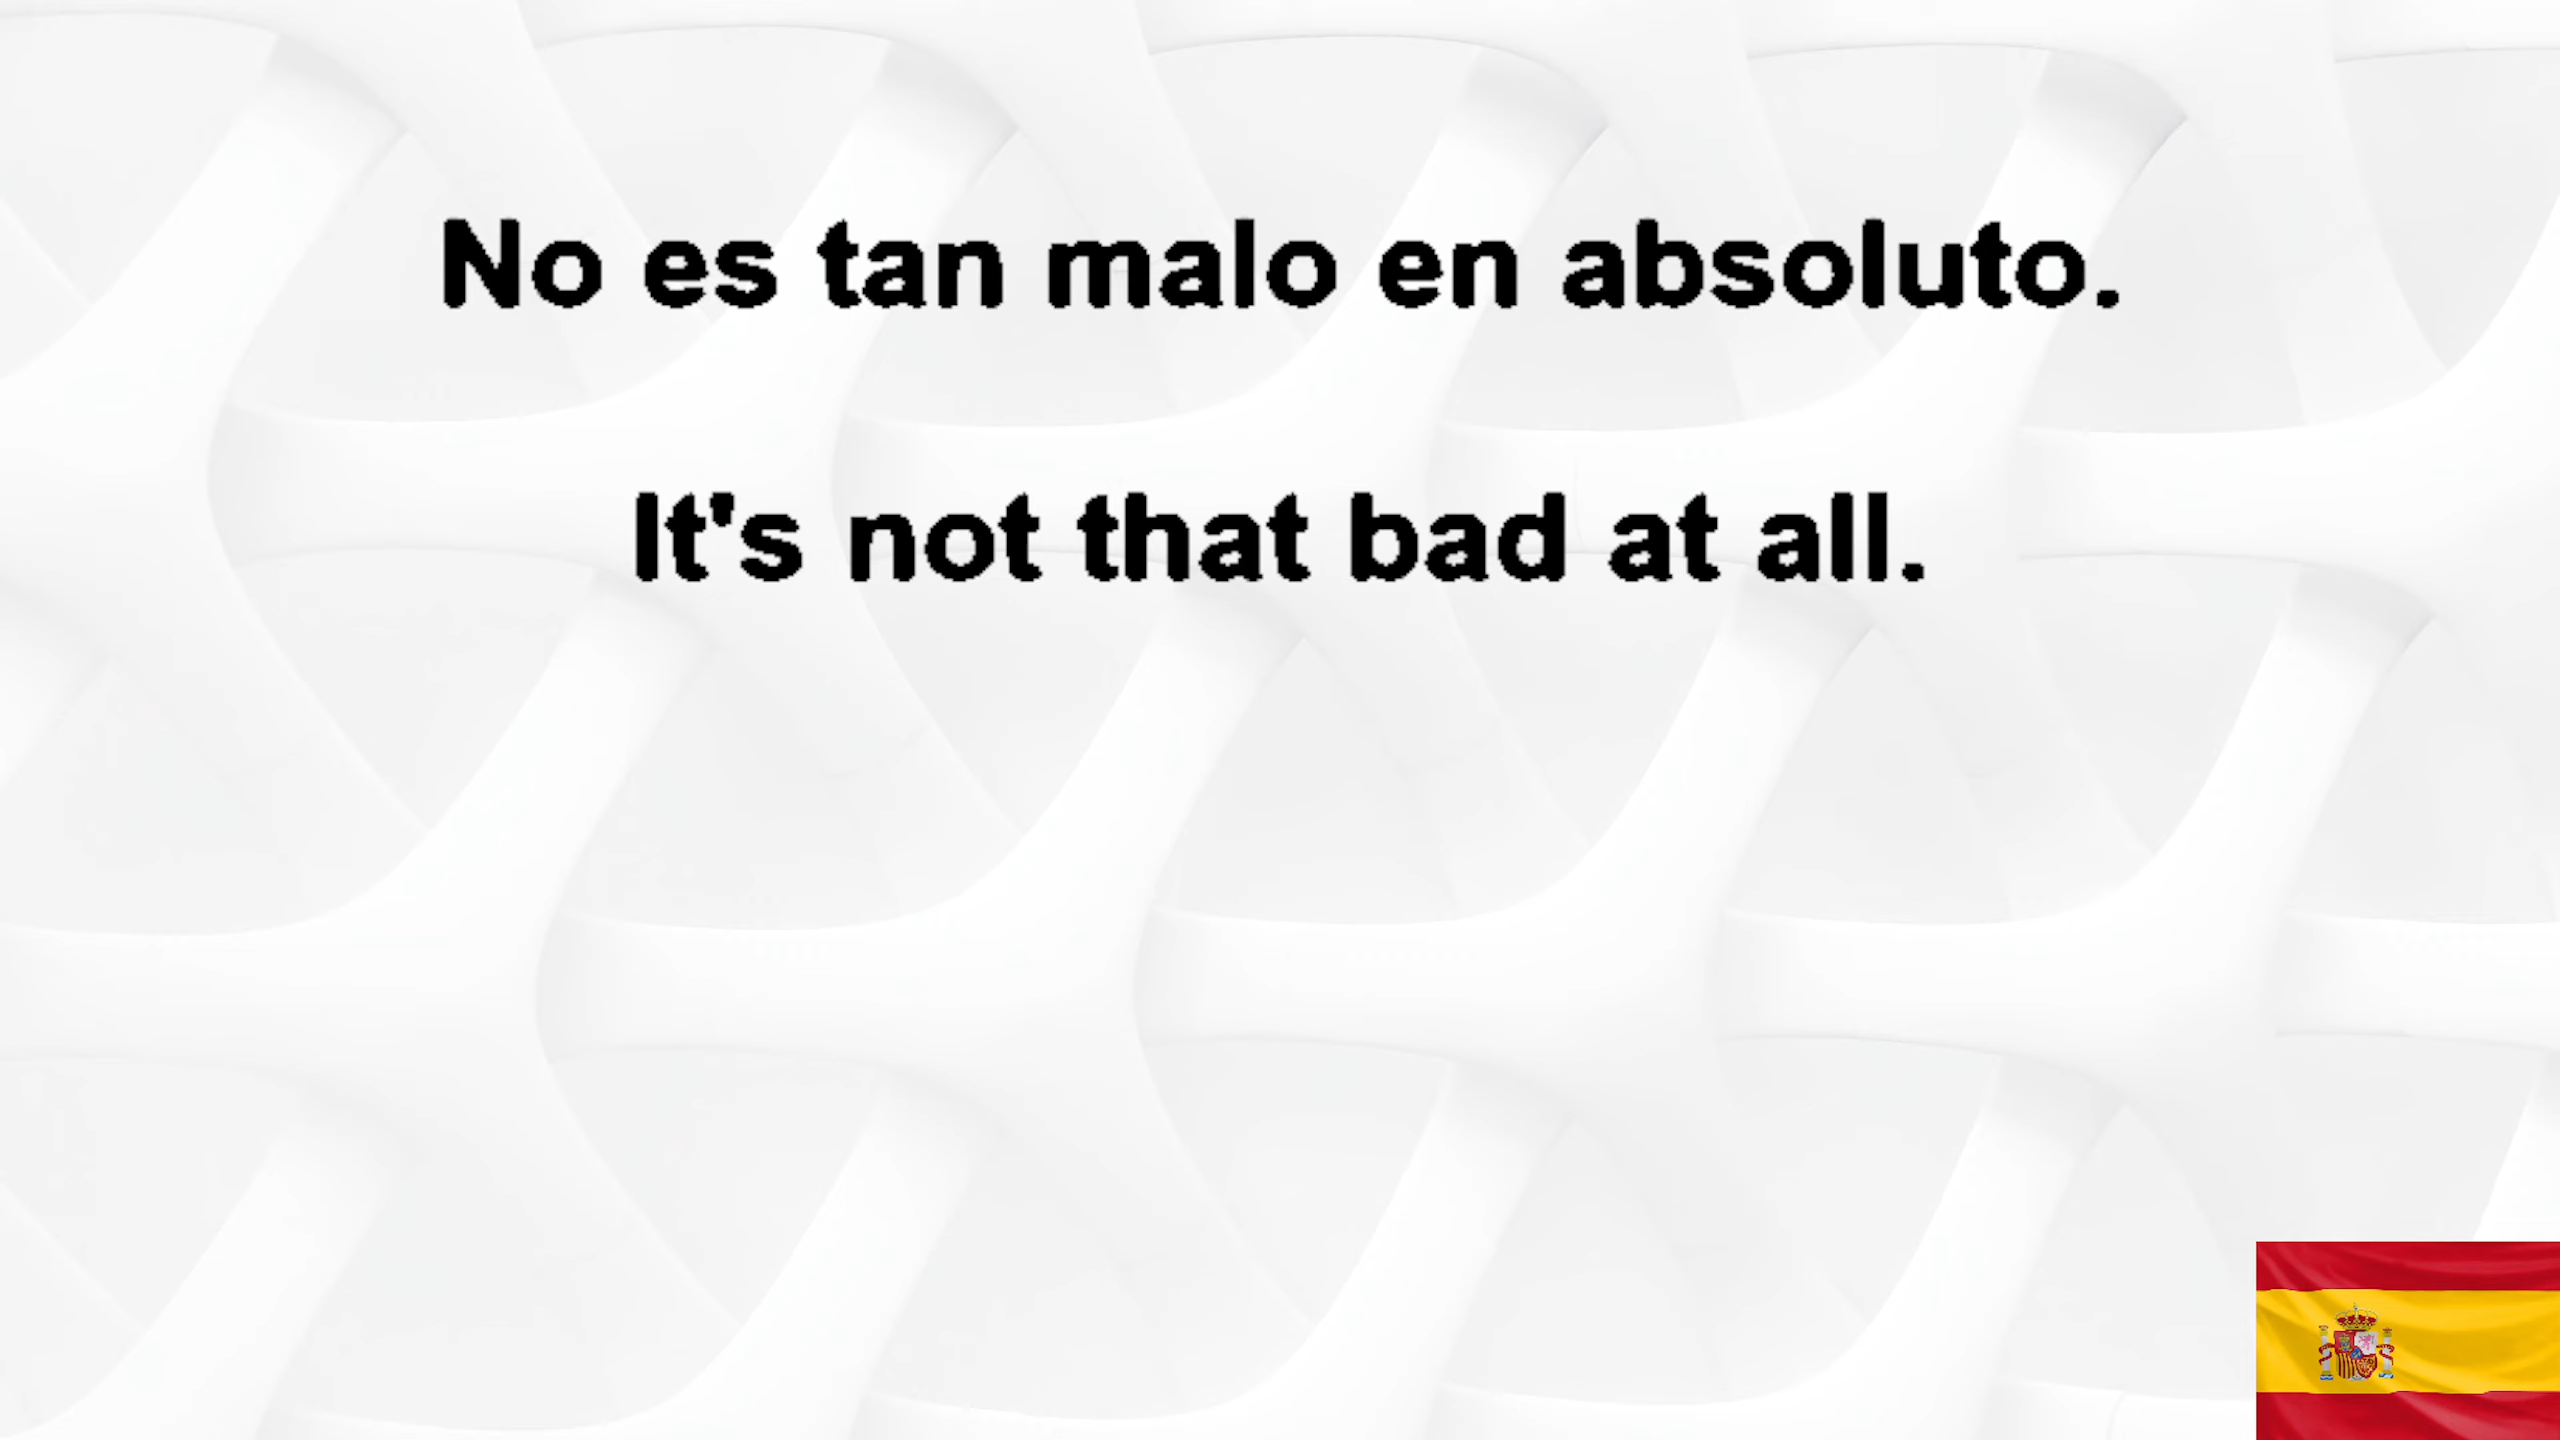 No es tan malo en absoluto.
It's not that bad at all.